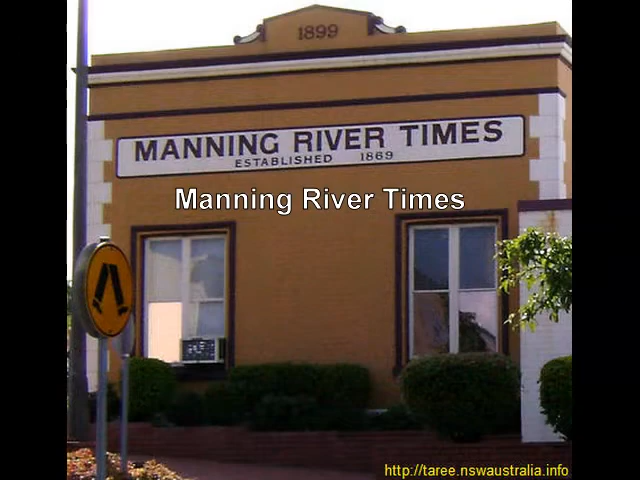 1899
MANNING RIVER TIMES
ESTABLISHED 1869
Manning River Times
http://taree.nswaustralia.info